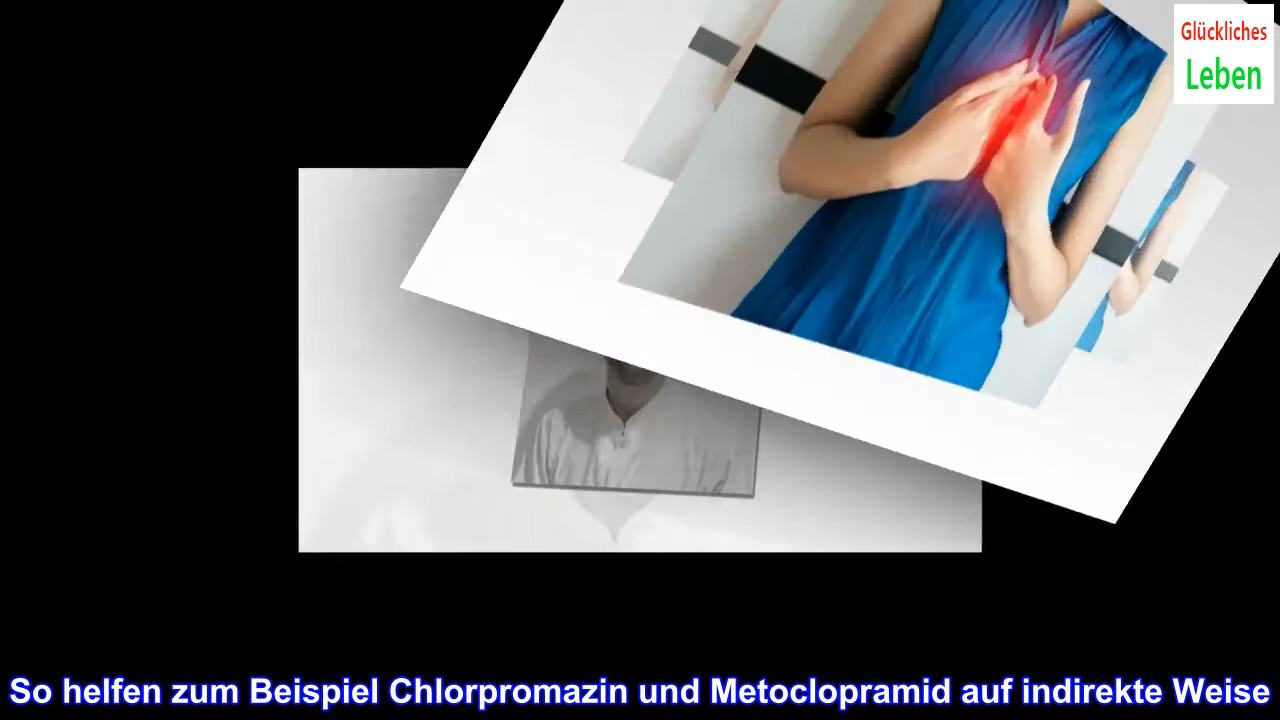 Glückliches
Leben
So helfen zum Beispiel Chlorpromazin und Metoclopramid auf indirekte Weise